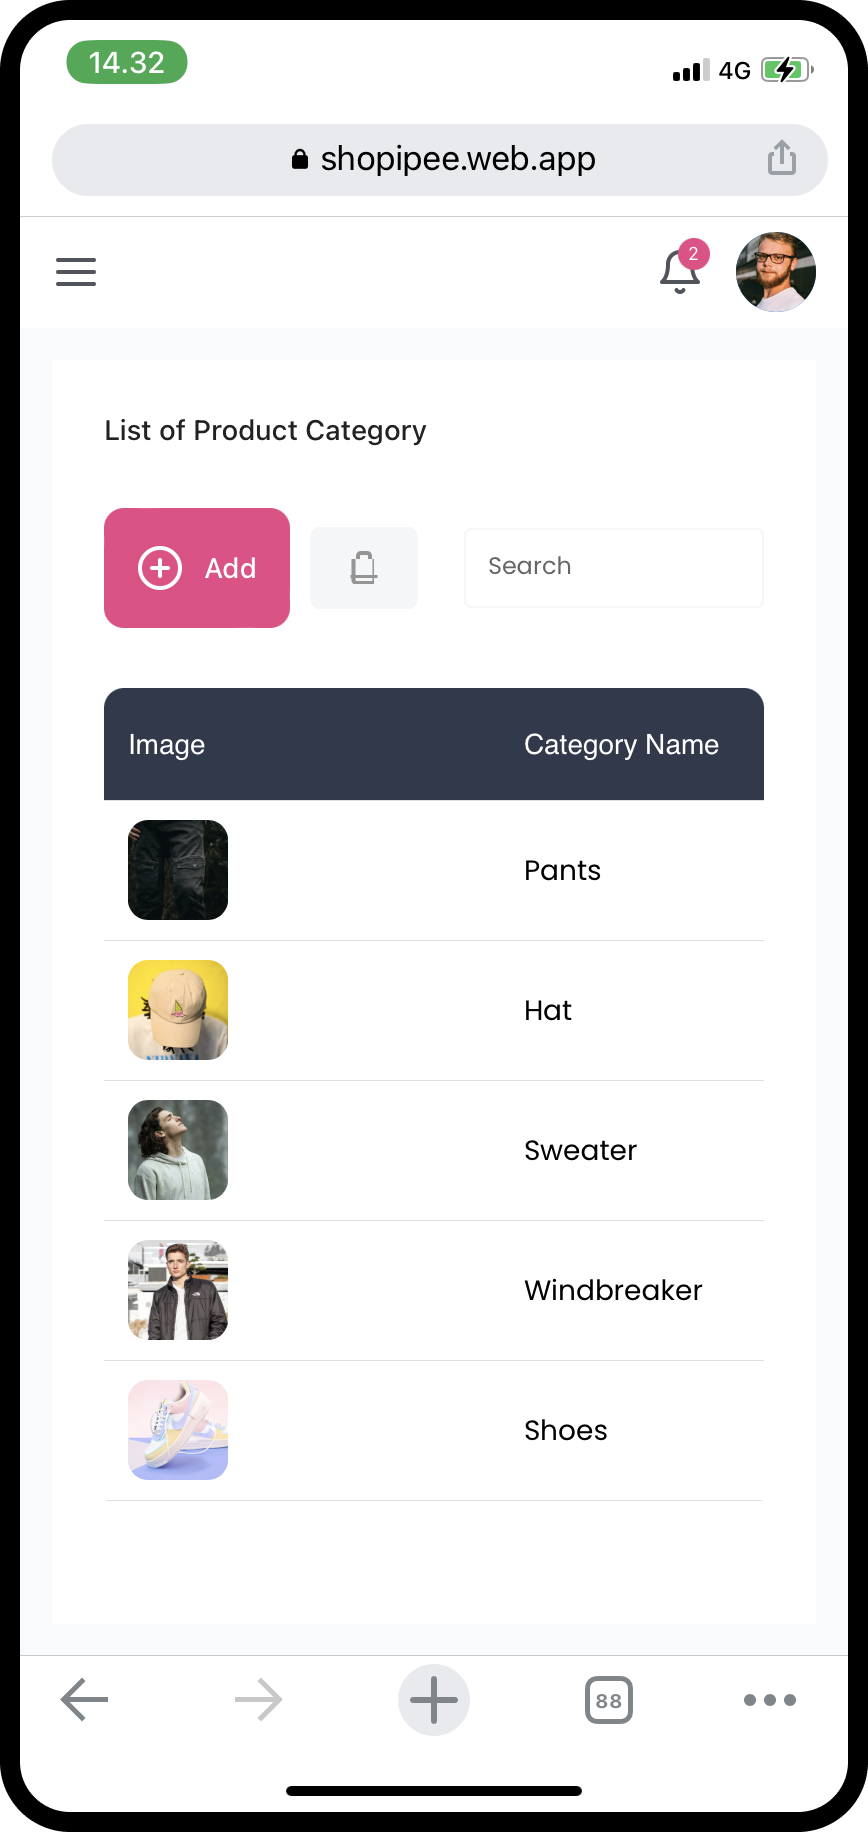 14.32
4G
shopipee.web.app
2
List of Product Category
Add
Search
Image Category Name
Pants
Hat
NIRVANA
Sweater
Windbreaker
Shoes
88